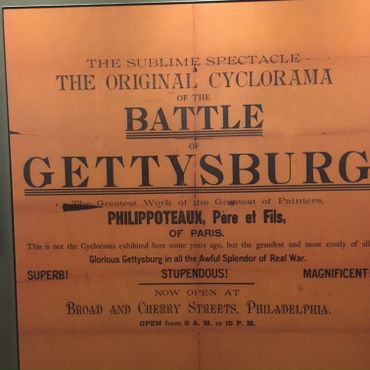 THE SUBLIME SPECTACLE
THE ORIGINAL CYCLORAMA
OF THE
BATTLE
OF
GETTYSBURG
The Greatest Work of the Greatest of Painters,
PHILIPPOTEAUX, Père et Fils,
OF PARIS.
This is not the Cyclorama exhibited here some years ago, but the grandest and most costly of all
Glorious Gettysburg in all the Awful Splendor of Real War.
SUPERB! STUPENDOUS! MAGNIFICENT
NOW OPEN AT
BROAD AND CHERRY STREETS, PHILADELPHIA.
OPEN from 9 A. M. to 10 P. M.